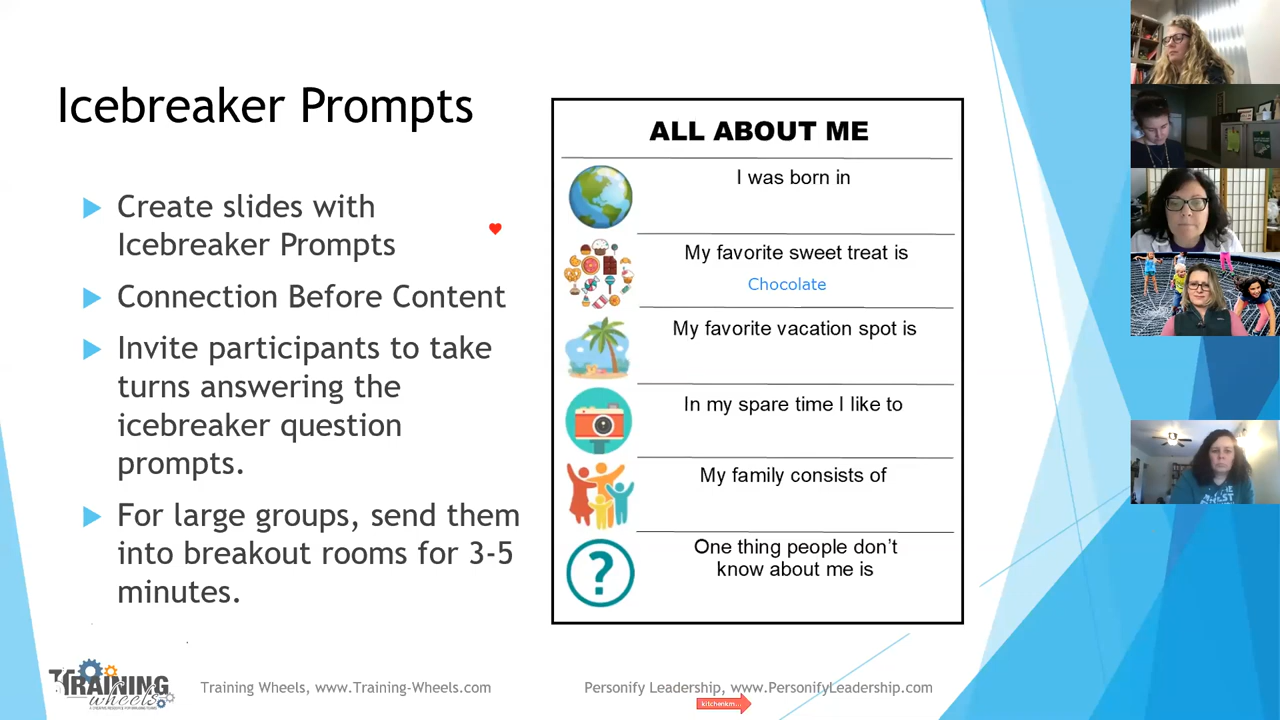 Icebreaker Prompts
Create slides with
Icebreaker Prompts
Connection Before Content
Invite participants to take
turns answering the
icebreaker question
prompts.
For large groups, send them
into breakout rooms for 3-5
minutes.
ALL ABOUT ME
I was born in
My favorite sweet treat is
Chocolate
My favorite vacation spot is
In my spare time I like to
My family consists of
One thing people don't
know about me is
?
TRAINING
wheels
Training Wheels, www.Training-Wheels.com
Personify Leadership, www.PersonifyLeadership.com
kitchenkm...